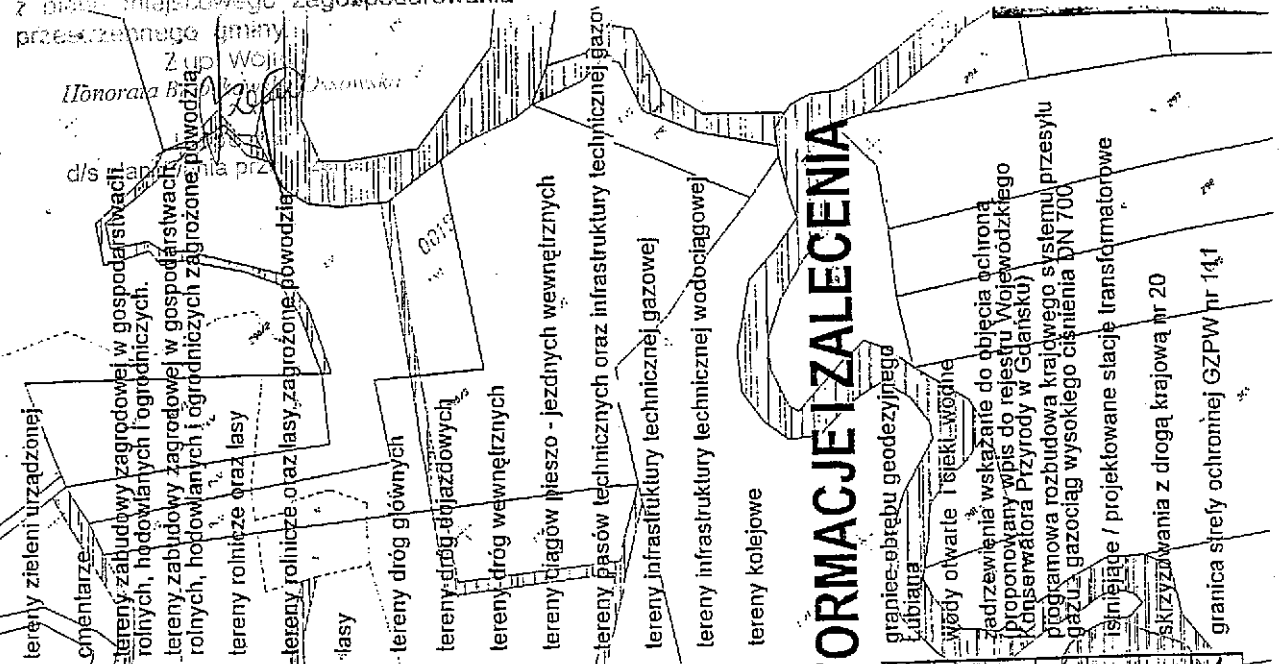 z planu miejscowego zagospodarowania
przestrzennego gminy
Z up. Wójta
Honorata
d/s
tereny zieleni urządzonej
cmentarze
tereny zabudowy zagrodowej w gospodarstwach
rolnych, hodowlanych i ogrodniczych.
tereny zabudowy zagrodowej w gospodarstwach
rolnych, hodowlanych i ogrodniczych zagrożone powodzią
tereny rolnicze oraz lasy
tereny rolnicze oraz lasy zagrożone powodzią
lasy
tereny dróg głównych
tereny dróg dojazdowych
tereny dróg wewnętrznych
tereny ciągów pieszo - jezdnych wewnętrznych
tereny pasów technicznych oraz infrastruktury technicznej gazow
tereny infrastruktury technicznej gazowej
tereny infrastruktury technicznej wodociągowej
tereny kolejowe
ORMACJE I ZALECENIA
granice obrębu geodezyjnego
Łubiana
wody otwarte i cieki wodne
zadrzewienia wskazane do objęcia ochroną
(proponowany wpis do rejestru Wojewódzkiego
Konserwatora Przyrody w Gdańsku)
programowa rozbudowa krajowego systemu przesyłu
gazu - gazociąg wysokiego ciśnienia DN 700
istniejące / projektowane stacje transformatorowe
skrzyżowania z drogą krajową nr 20
granica strefy ochronnej GZPW nr 141